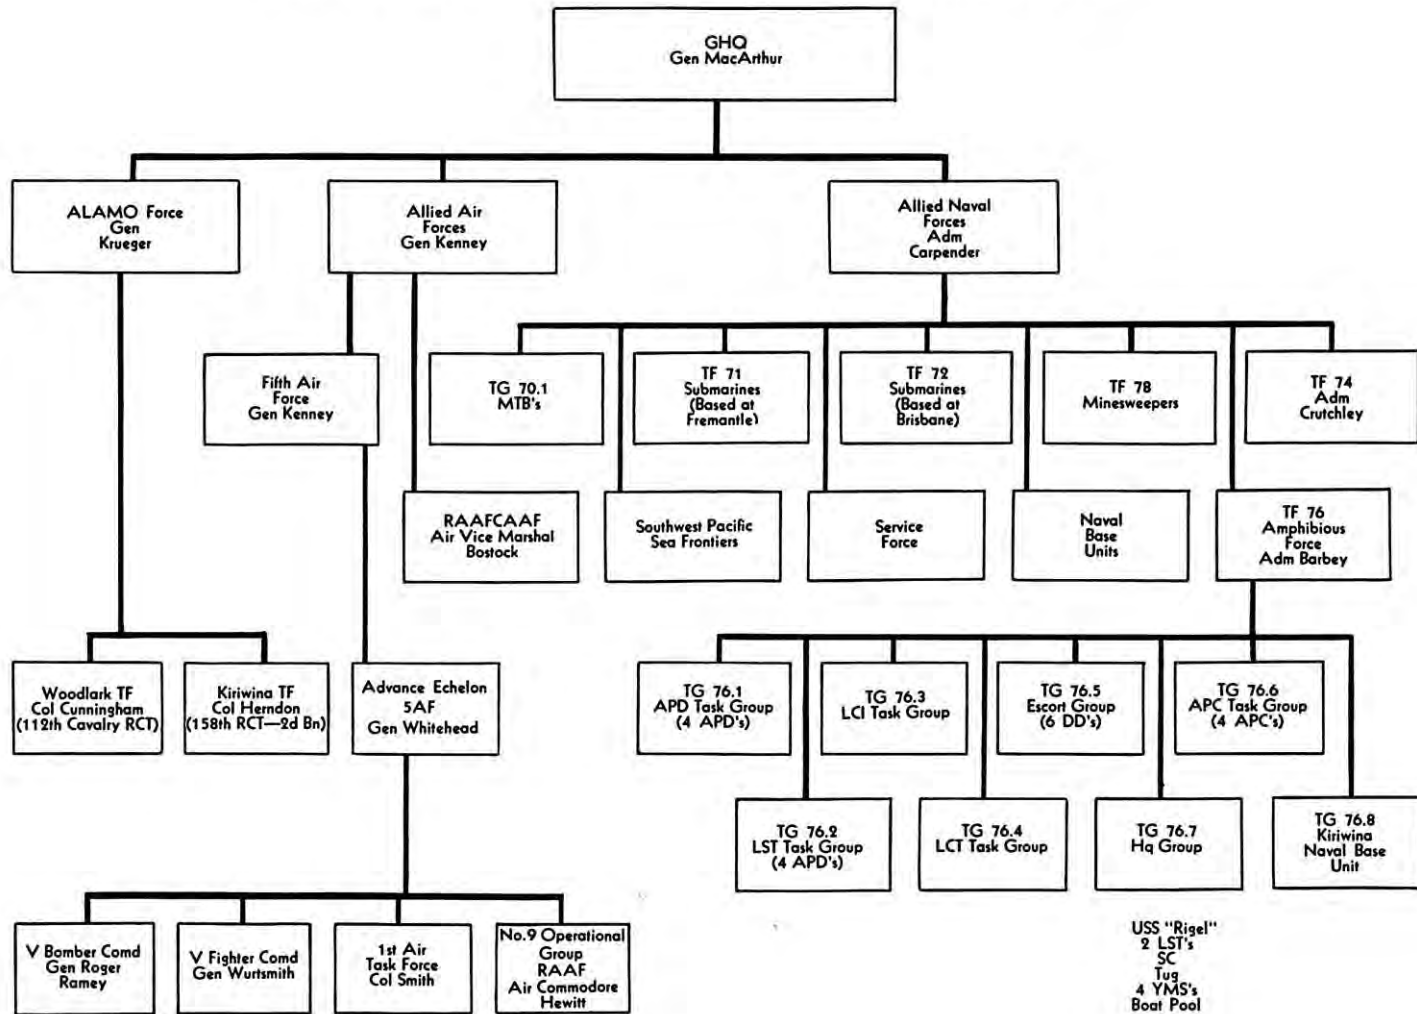 GHQ
Gen MacArthur
ALAMO Force
Gen
Krueger
Allied Air
Forces
Gen Kenney
Allied Naval
Forces
Adm
Carpender
Fifth Air
Force
Gen Kenney
TG 70.1
MTB's
TF 71
Submarines
(Based at
Fremantle)
TF 72
Submarines
(Based at
Brisbane)
TF 78
Minesweepers
TF 74
Adm
Crutchley
RAAFCAAF
Air Vice Marshal
Bostock
Southwest Pacific
Sea Frontiers
Service
Force
Naval
Base
Units
TF 76
Amphibious
Force
Adm Barbey
Woodlark TF
Col Cunningham
(112th Cavalry RCT)
Kiriwina TF
Col Herndon
(158th RCT—2d Bn)
Advance Echelon
5AF
Gen Whitehead
TG 76.1
APD Task Group
(4 APD's)
TG 76.3
LCI Task Group
TG 76.5
Escort Group
(6 DD's)
TG 76.6
APC Task Group
(4 APC's)
TG 76.2
LST Task Group
(4 APD's)
TG 76.4
LCT Task Group
TG 76.7
Hq Group
TG 76.8
Kiriwina
Naval Base
Unit
V Bomber Comd
Gen Roger
Ramey
V Fighter Comd
Gen Wurtsmith
1st Air
Task Force
Col Smith
No.9 Operational
Group
RAAF
Air Commodore
Hewitt
USS "Rigel"
2 LST's
SC
Tug
4 YMS's
Boat Pool